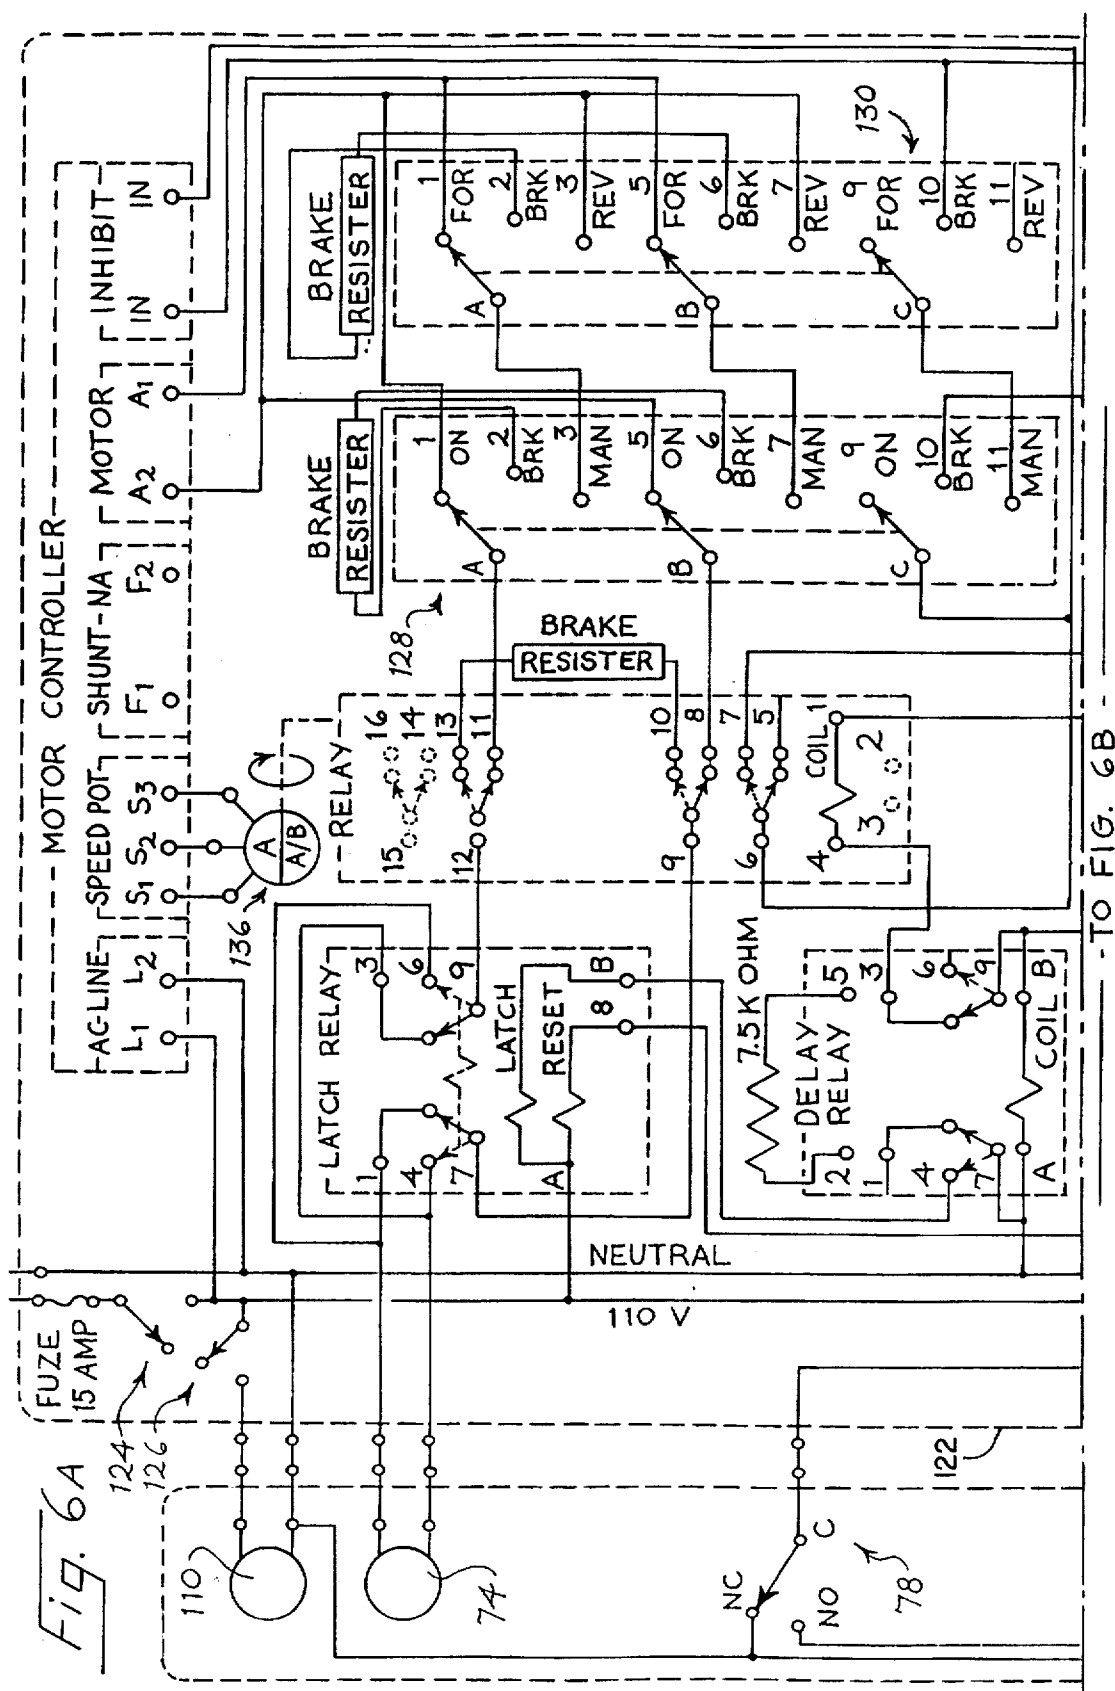 Fig. 6A
MOTOR CONTROLLER
AC-LINE
SPEED POT
SHUNT-NA
MOTOR
INHIBIT
L1
L2
S1
S2
S3
F1
F2
A2
A1
IN
IN
136
A
A/B
FUZE
15 AMP
124
126
110
74
NEUTRAL
110 V
LATCH RELAY
1
4
7
3
6
9
LATCH
RESET
A
B
8
RELAY
15
16
14
12
13
11
9
10
8
6
7
5
COIL
1
4
3
2
BRAKE
RESISTER
128
BRAKE
RESISTER
A
1
ON
2
BRK
3
MAN
B
5
ON
6
BRK
7
MAN
C
9
ON
10
BRK
11
MAN
BRAKE
RESISTER
130
A
1
FOR
2
BRK
3
REV
B
5
FOR
6
BRK
7
REV
C
9
FOR
10
BRK
11
REV
7.5 K OHM
DELAY
RELAY
2
5
1
3
4
6
7
9
A
B
COIL
122
NC
NO
C
78
TO FIG. 6B